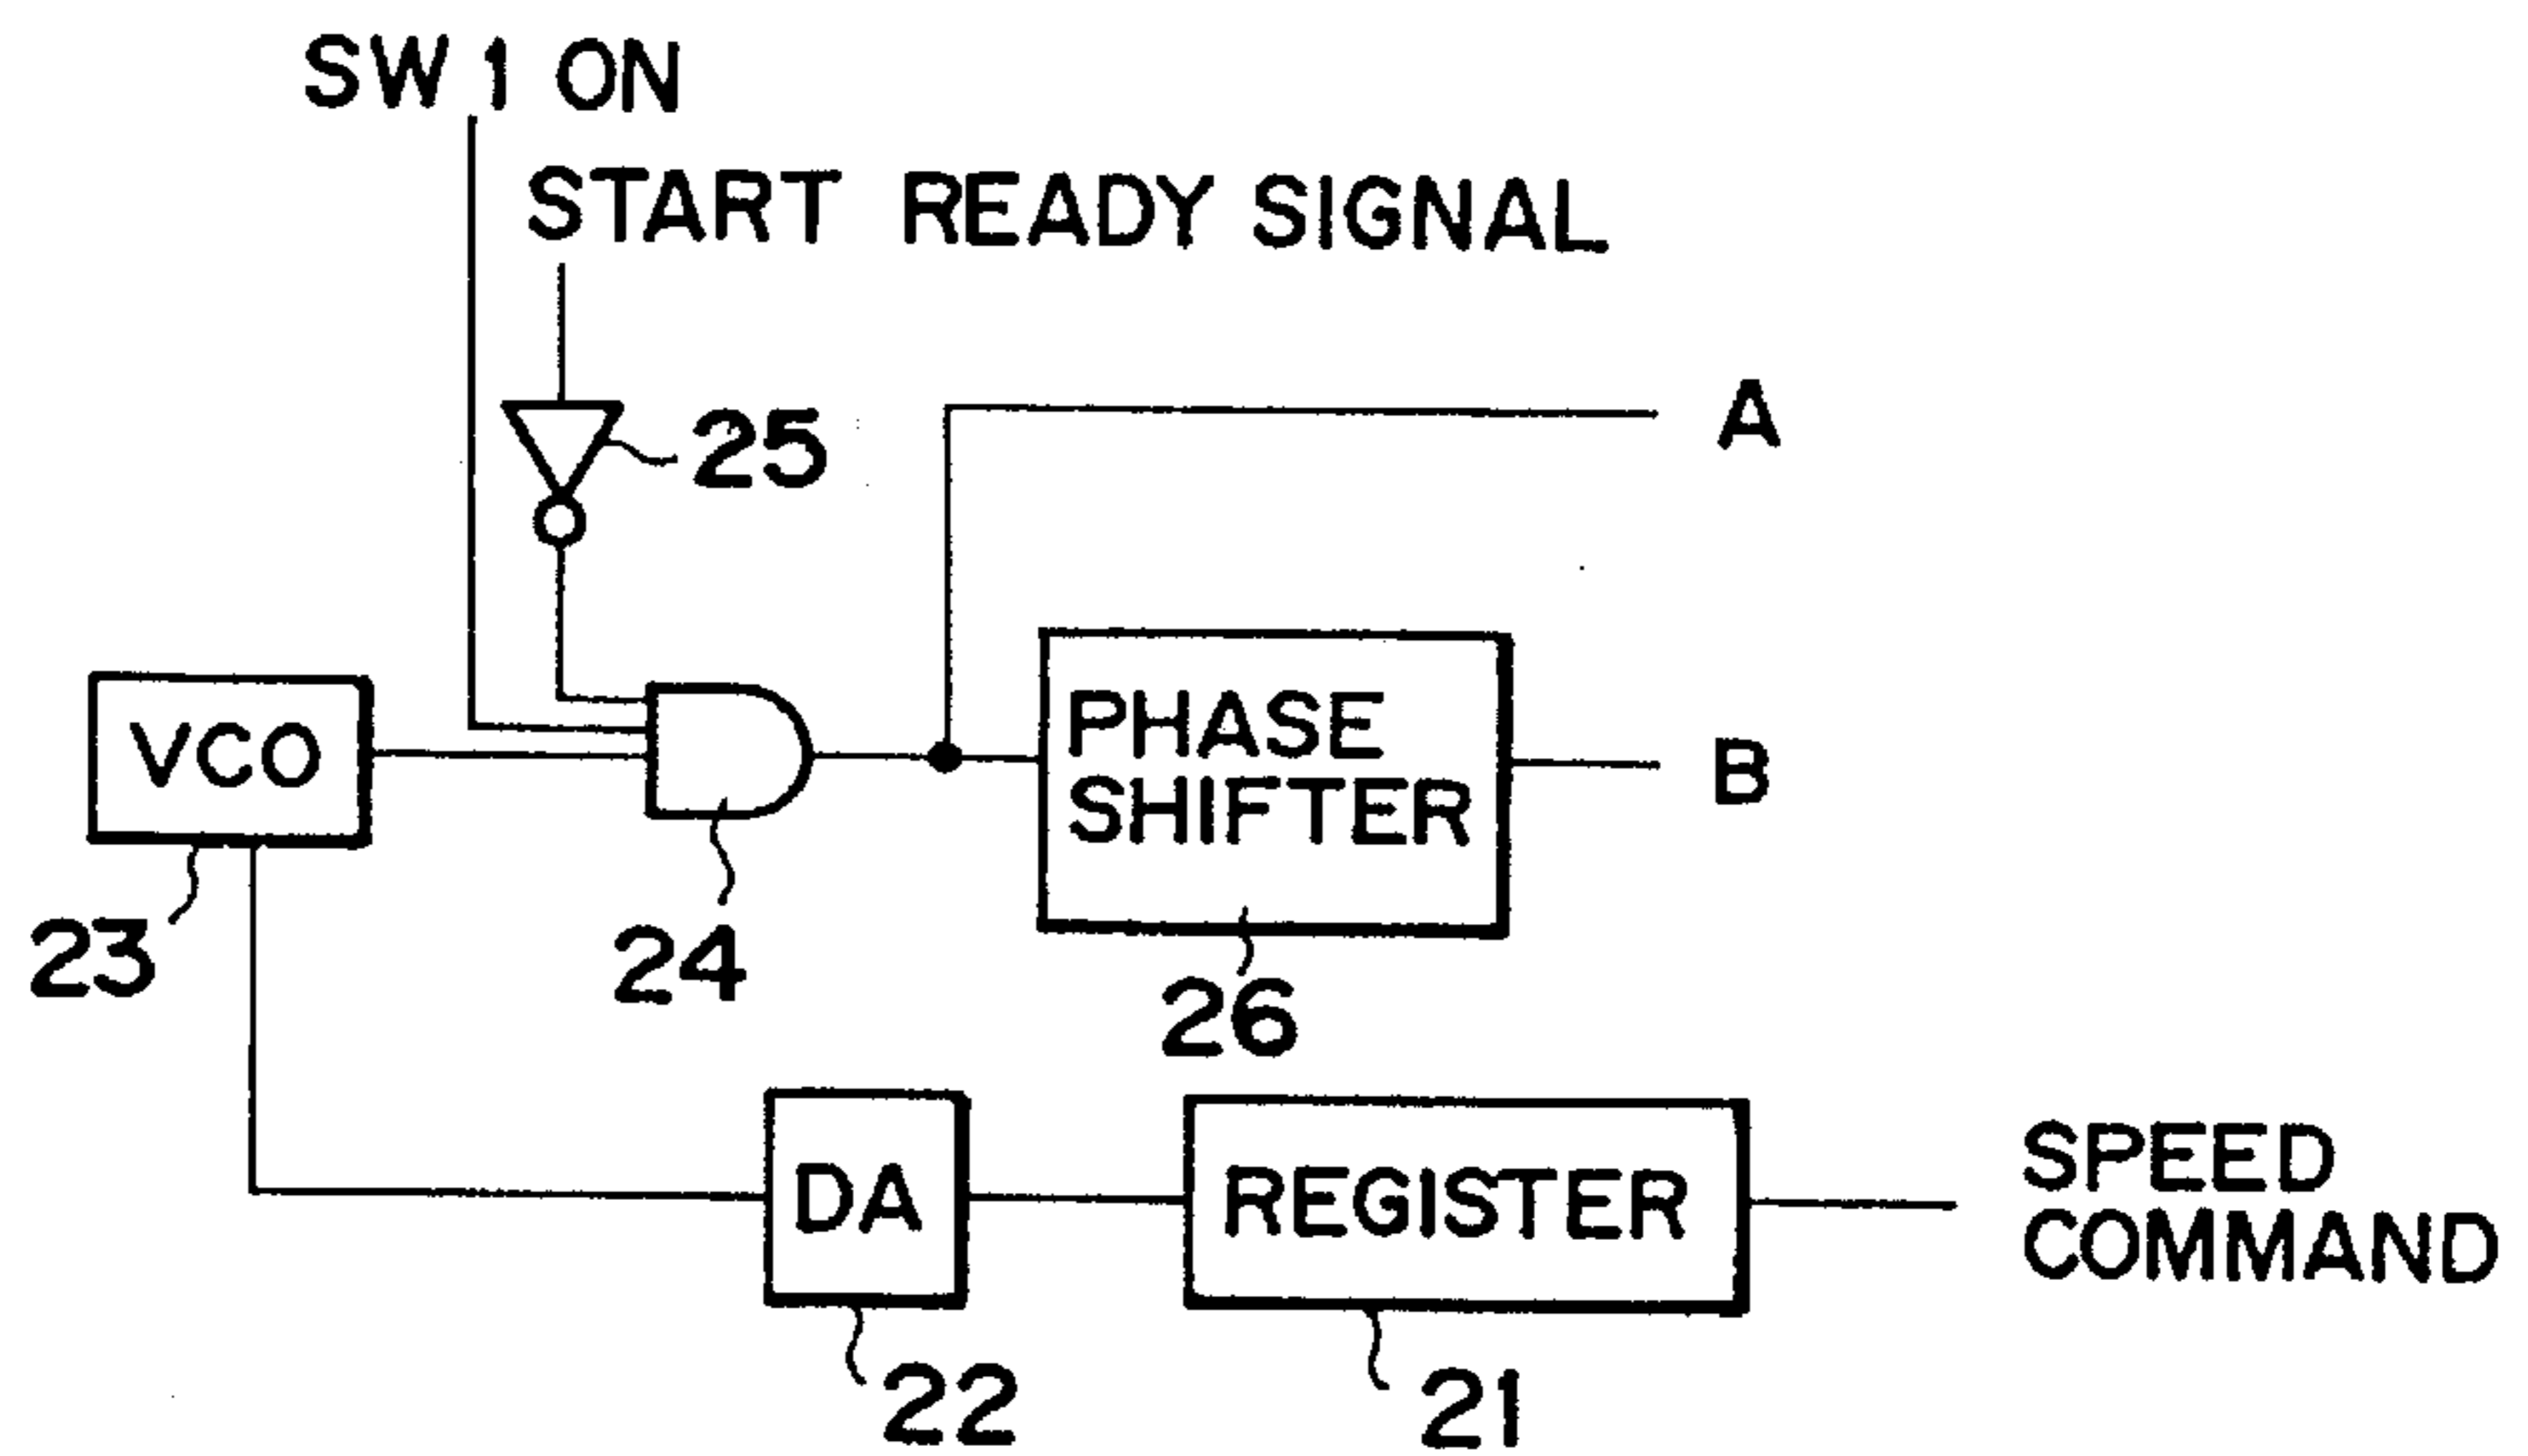 SW 1 ON
START READY SIGNAL
25
A
VCO
PHASE
SHIFTER
B
23
24
26
DA
REGISTER
SPEED
COMMAND
22
21